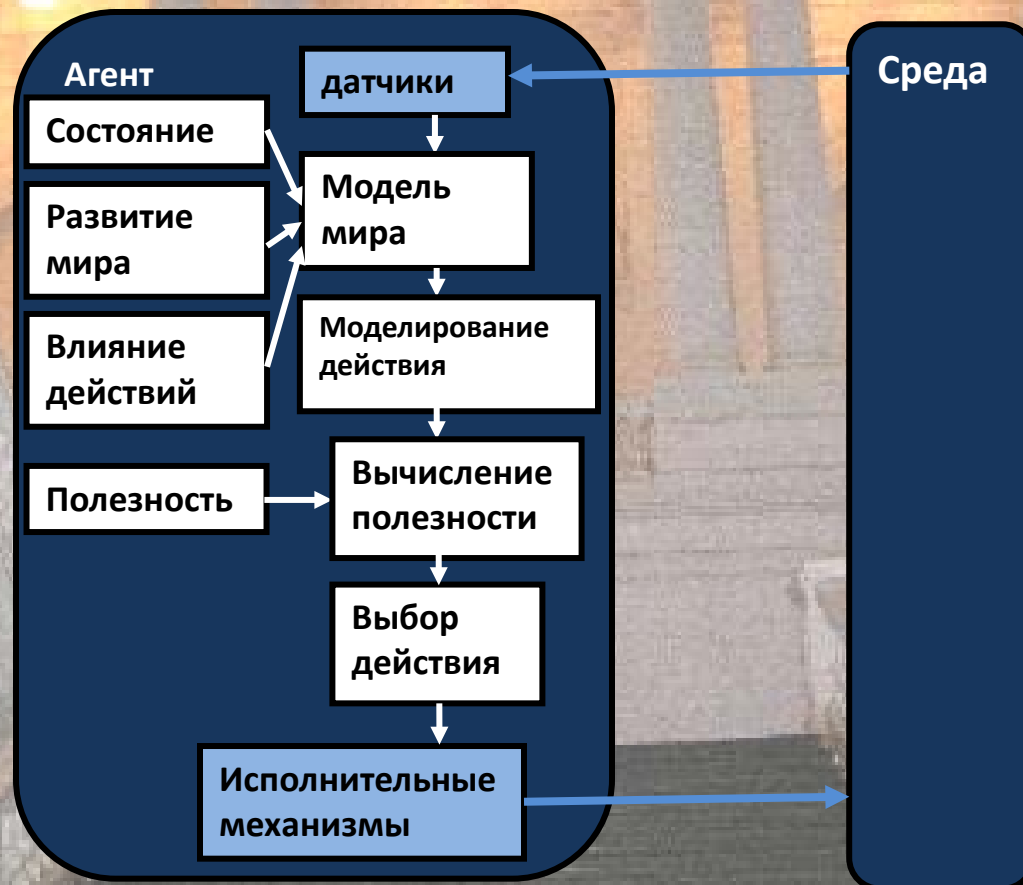 Агент
датчики
Среда
Состояние
Модель
мира
Развитие
мира
Моделирование
действия
Влияние
действий
Полезность
Вычисление
полезности
Выбор
действия
Исполнительные
механизмы